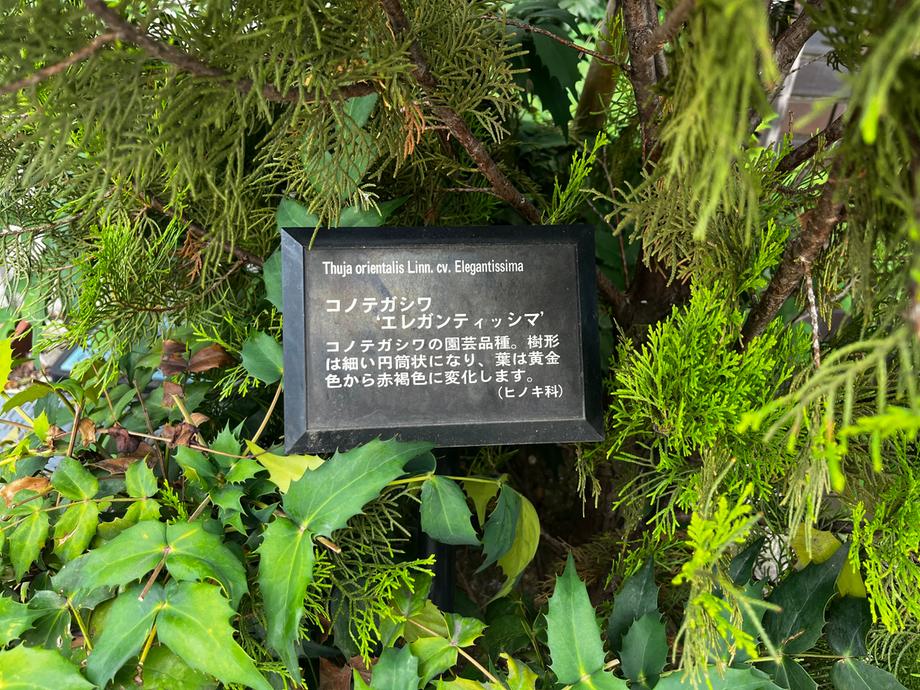 Thuja orientalis Linn. cv. Elegantissima
コノテガシワ
‘エレガンティッシマ’
コノテガシワの園芸品種。樹形
は細い円筒状になり、葉は黄金
色から赤褐色に変化します。
(ヒノキ科)